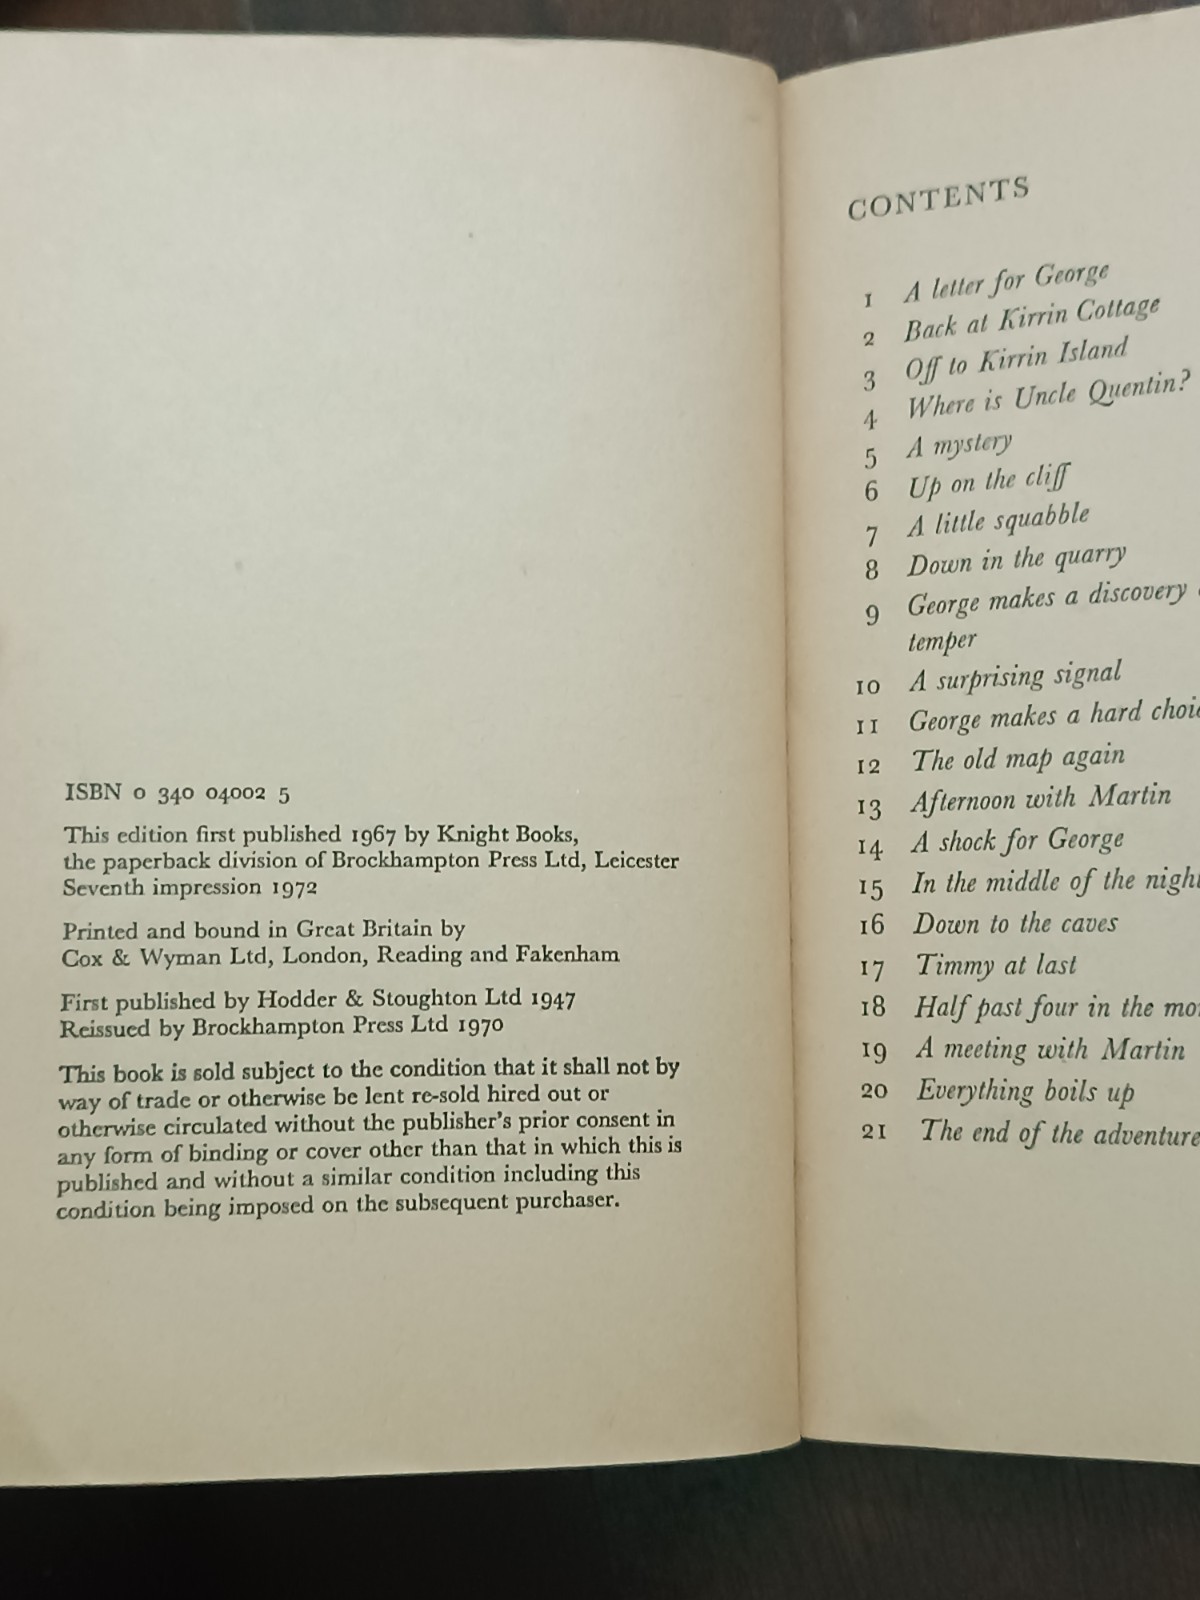 ISBN 0 340 04002 5
This edition first published 1967 by Knight Books,
the paperback division of Brockhampton Press Ltd, Leicester
Seventh impression 1972
Printed and bound in Great Britain by
Cox & Wyman Ltd, London, Reading and Fakenham
First published by Hodder & Stoughton Ltd 1947
Reissued by Brockhampton Press Ltd 1970
This book is sold subject to the condition that it shall not by
way of trade or otherwise be lent re-sold hired out or
otherwise circulated without the publisher's prior consent in
any form of binding or cover other than that in which this is
published and without a similar condition including this
condition being imposed on the subsequent purchaser.
CONTENTS
1 A letter for George
2 Back at Kirrin Cottage
3 Off to Kirrin Island
4 Where is Uncle Quentin?
5 A mystery
6 Up on the cliff
7 A little squabble
8 Down in the quarry
9 George makes a discovery
temper
10 A surprising signal
11 George makes a hard
12 The old map again
13 Afternoon with Martin
14 A shock for George
15 In the middle of the night
16 Down to the caves
17 Timmy at last
18 Half past four in the
19 A meeting with Martin
20 Everything boils up
21 The end of the adventure